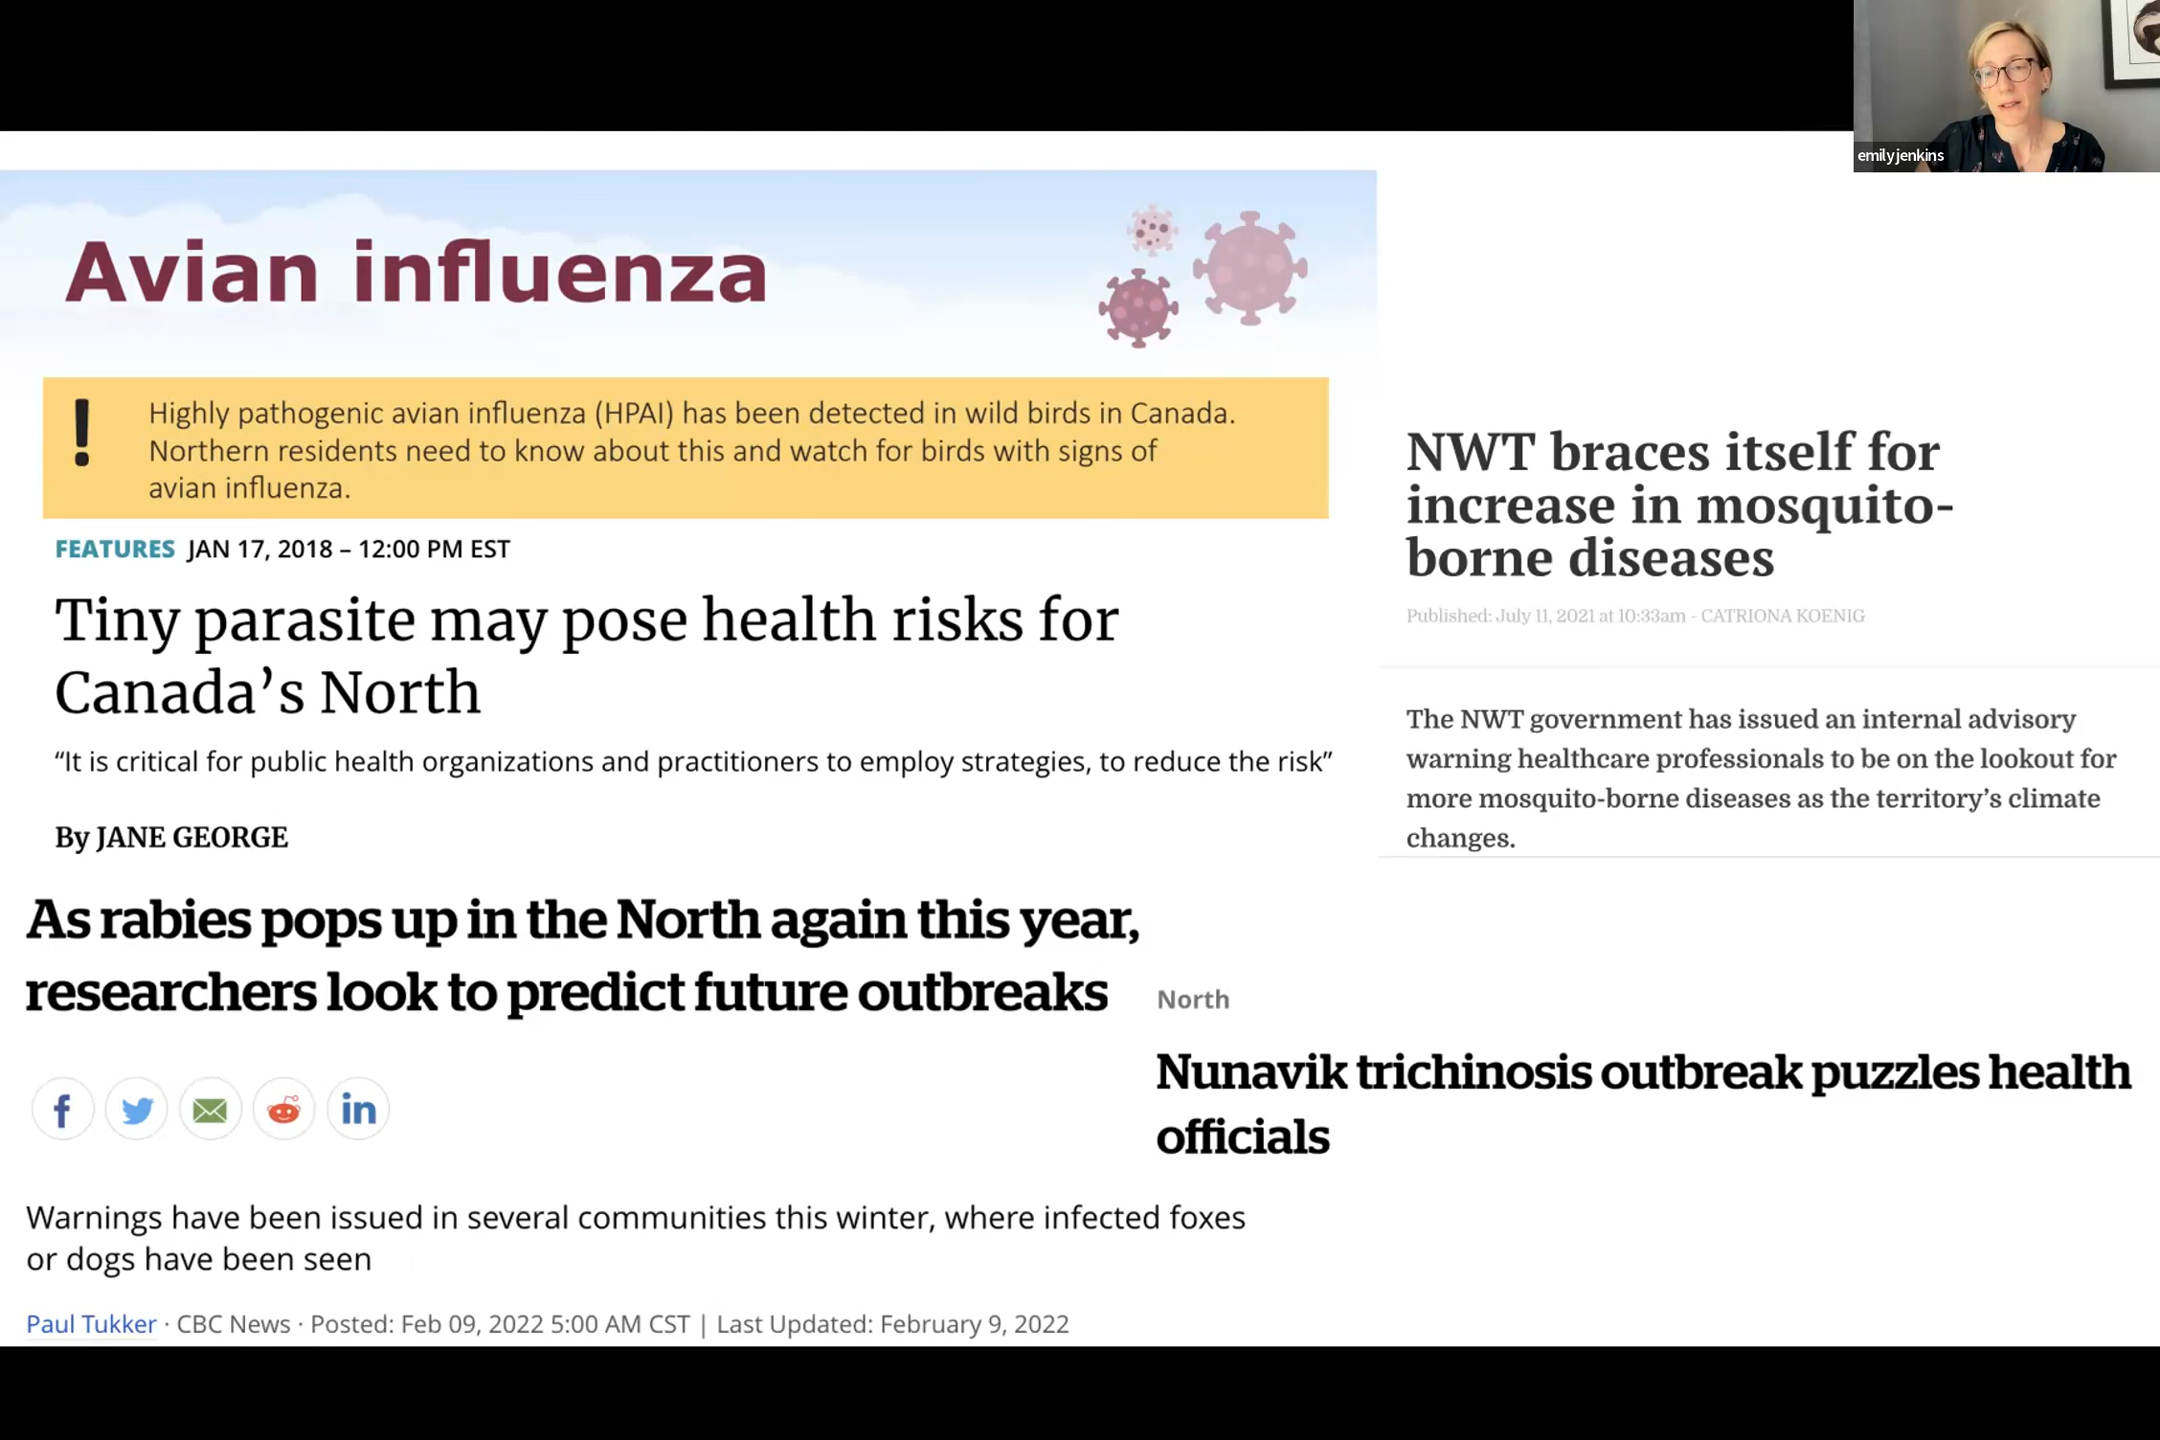 emily jenkins
Avian influenza
! Highly pathogenic avian influenza (HPAI) has been detected in wild birds in Canada.
Northern residents need to know about this and watch for birds with signs of
avian influenza.
FEATURES JAN 17, 2018 – 12:00 PM EST
Tiny parasite may pose health risks for
Canada’s North
“It is critical for public health organizations and practitioners to employ strategies, to reduce the risk”
By JANE GEORGE
NWT braces itself for
increase in mosquito-
borne diseases
Published: July 11, 2021 at 10:33am - CATRIONA KOENIG
The NWT government has issued an internal advisory
warning healthcare professionals to be on the lookout for
more mosquito-borne diseases as the territory’s climate
changes.
As rabies pops up in the North again this year,
researchers look to predict future outbreaks
f
in
Warnings have been issued in several communities this winter, where infected foxes
or dogs have been seen
Paul Tukker · CBC News · Posted: Feb 09, 2022 5:00 AM CST | Last Updated: February 9, 2022
North
Nunavik trichinosis outbreak puzzles health
officials